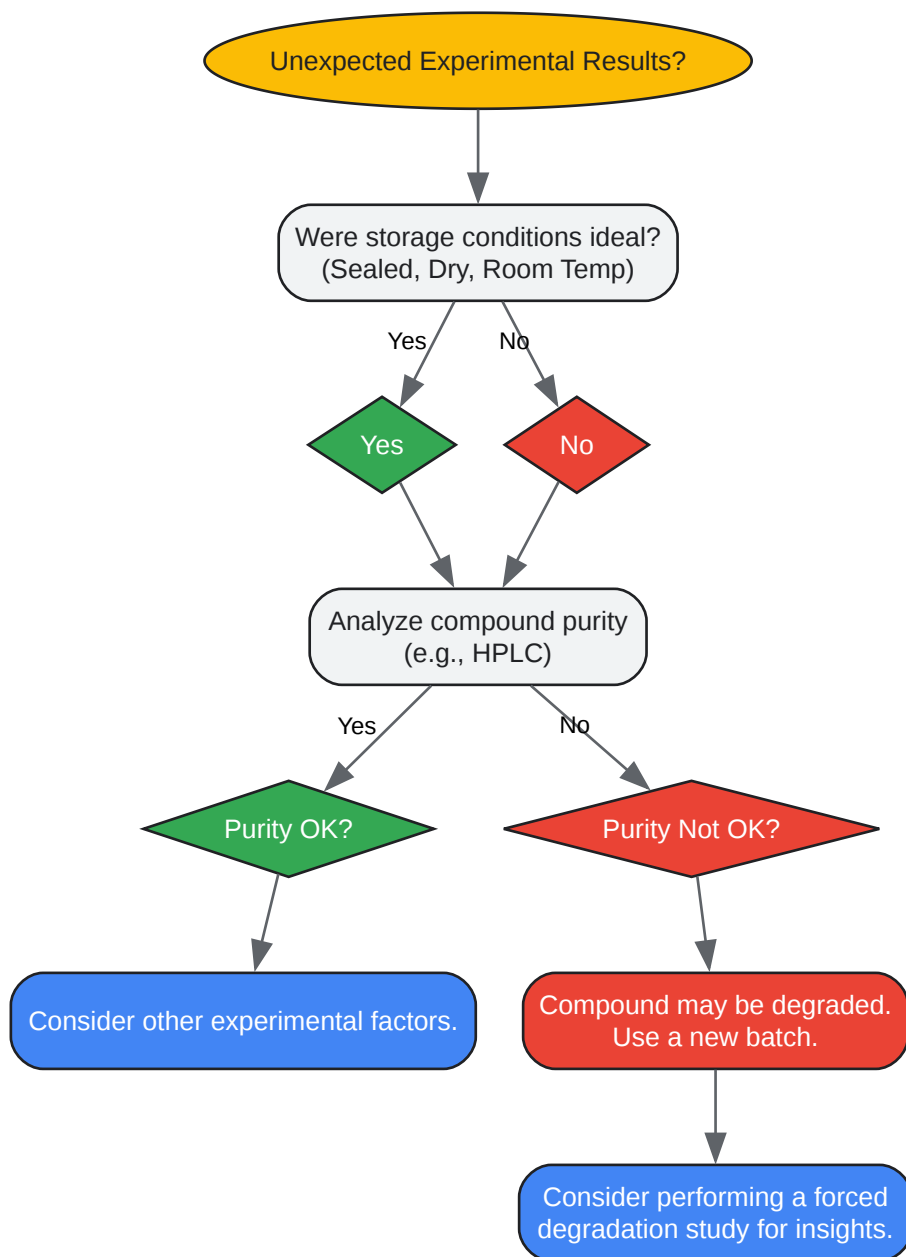 Unexpected Experimental Results?
Were storage conditions ideal?
(Sealed, Dry, Room Temp)
Yes
No
Yes
No
Analyze compound purity
(e.g., HPLC)
Yes
No
Purity OK?
Purity Not OK?
Consider other experimental factors.
Compound may be degraded.
Use a new batch.
Consider performing a forced
degradation study for insights.